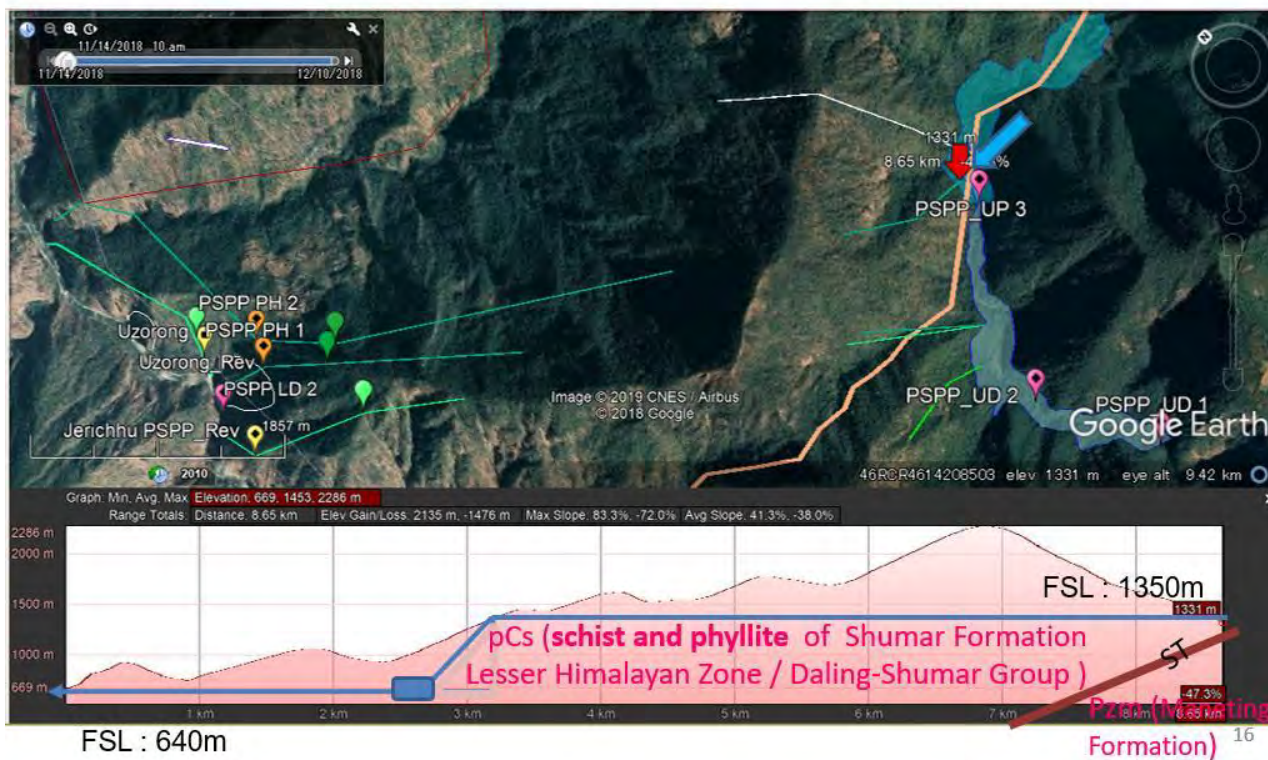 11/14/2018 10 am
11/14/2018
12/10/2018
1331 m
8.65 km
PSPP_UP 3
PSPP PH 2
Uzorong
PSPP PH 1
Uzorong_Rev
PSPP LD 2
Jerichhu PSPP_Rev
1857 m
PSPP_UD 2
PSPP_UD 1
Image © 2019 CNES / Airbus
© 2018 Google
Google Earth
2010
46RCR4614208503 elev 1331 m eye alt 9.42 km
Graph: Min, Avg, Max Elevation: 669, 1453, 2286 m
Range Totals: Distance: 8.65 km Elev Gain/Loss: 2135 m, -1476 m Max Slope: 83.3%, -72.0% Avg Slope: 41.3%, -38.0%
2286 m
2000 m
1500 m
1000 m
669 m
FSL : 1350m
1331 m
pCs (schist and phyllite of Shumar Formation
Lesser Himalayan Zone / Daling-Shumar Group )
ST
-47.3%
1 km
2 km
3 km
4 km
5 km
6 km
7 km
8 km
8.65 km
Pzm (Maneting
Formation)
FSL : 640m
16